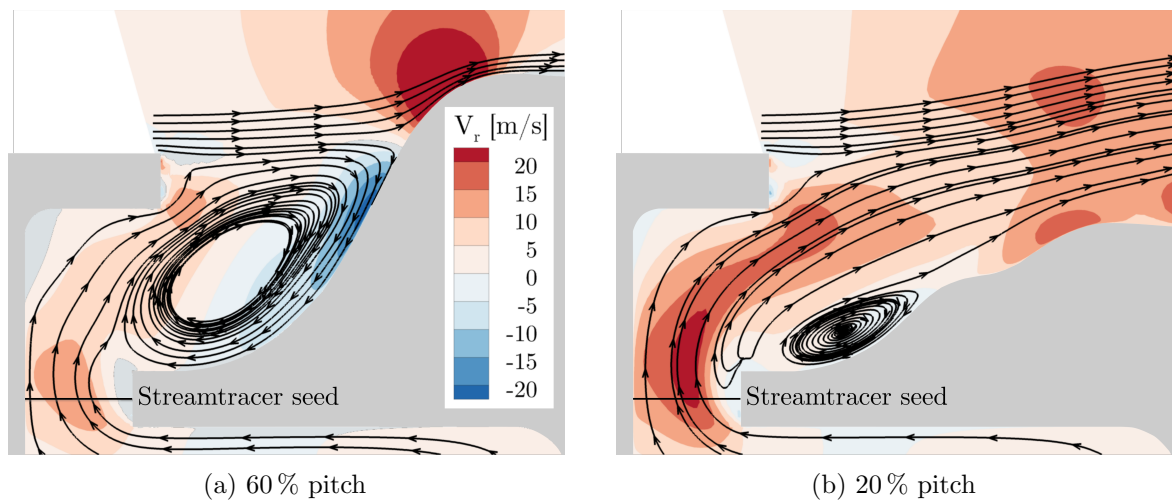 V_r [m/s]
20
15
10
5
0
-5
-10
-15
-20
Streamtracer seed
Streamtracer seed
(a) 60 % pitch
(b) 20 % pitch